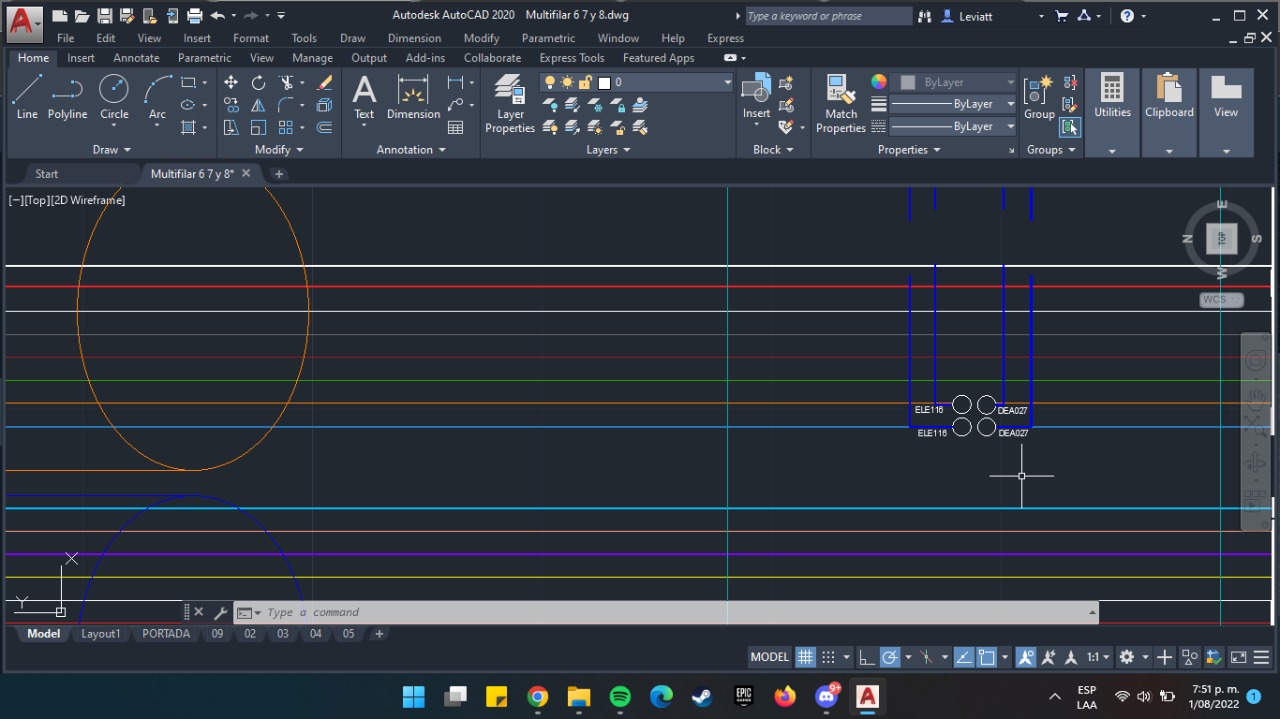 Autodesk AutoCAD 2020 Multifilar 6 7 y 8.dwg
Type a keyword or phrase
Leviatt
File Edit View Insert Format Tools Draw Dimension Modify Parametric Window Help Express
Home Insert Annotate Parametric View Manage Output Add-ins Collaborate Express Tools Featured Apps
0
ByLayer
Line Polyline Circle Arc
Text Dimension
Layer Properties
Insert
Match Properties
ByLayer
ByLayer
Group
Utilities Clipboard View
Draw Modify Annotation Layers Block Properties Groups
Start Multifilar 6 7 y 8*
[−][Top][2D Wireframe]
E
N TOP S
W
WCS
ELE116 DEA027
ELE116 DEA027
X
Y
Type a command
Model Layout1 PORTADA 09 02 03 04 05
MODEL 1:1
EPIC GAMES
9+
ESP
LAA
7:51 p. m.
1/08/2022
1